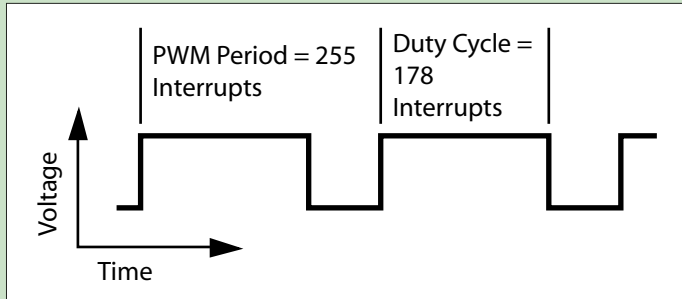 PWM Period = 255
Interrupts
Duty Cycle =
178
Interrupts
Voltage
Time